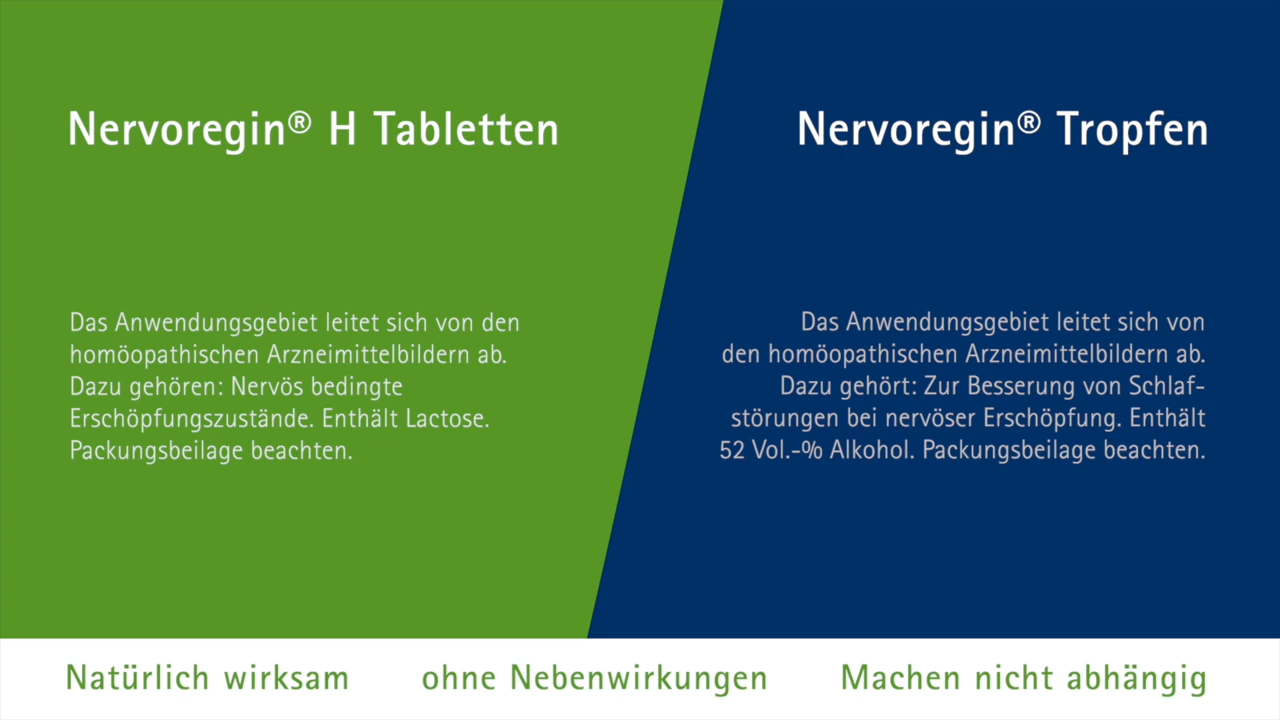 Nervoregin® H Tabletten
Das Anwendungsgebiet leitet sich von den
homöopathischen Arzneimittelbildern ab.
Dazu gehören: Nervös bedingte
Erschöpfungszustände. Enthält Lactose.
Packungsbeilage beachten.
Nervoregin® Tropfen
Das Anwendungsgebiet leitet sich von
den homöopathischen Arzneimittelbildern ab.
Dazu gehört: Zur Besserung von Schlaf-
störungen bei nervöser Erschöpfung. Enthält
52 Vol.-% Alkohol. Packungsbeilage beachten.
Natürlich wirksam ohne Nebenwirkungen Machen nicht abhängig